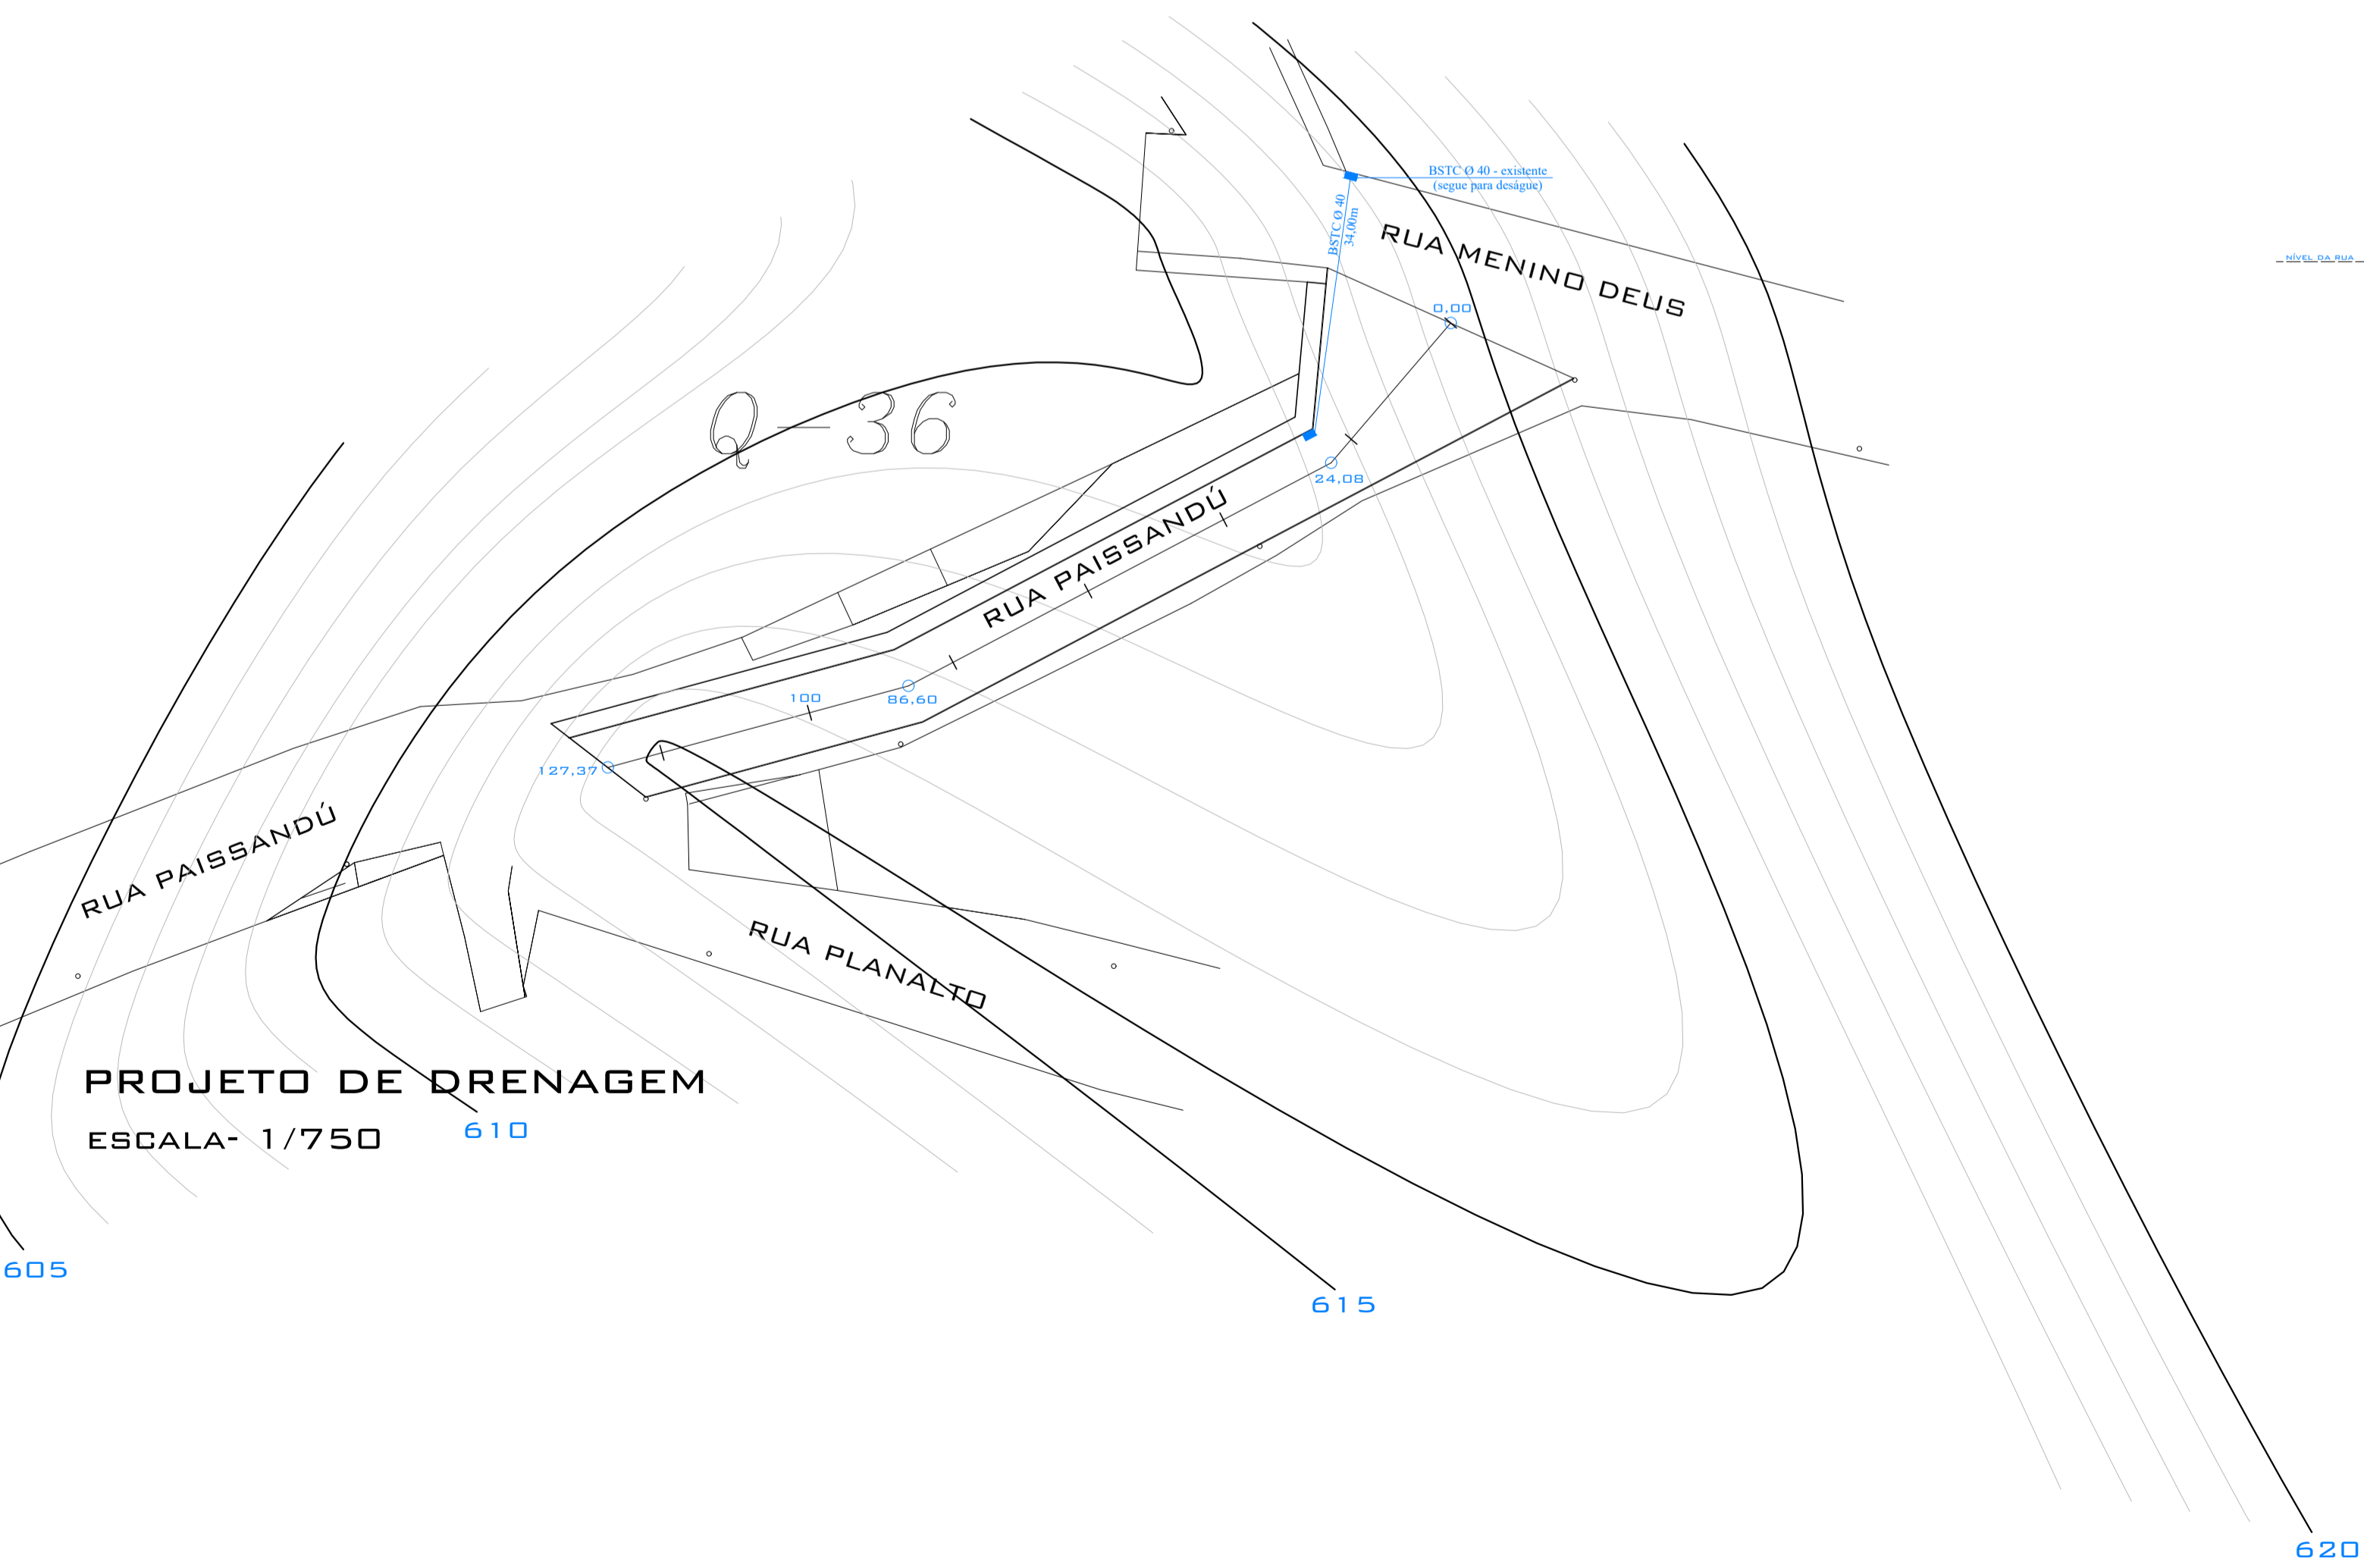 BSTC Ø 40 - existente
(segue para deságue)
BSTC Ø 40
34,00m
RUA MENINO DEUS
NÍVEL DA RUA
0,00
Q-36
24,08
RUA PAISSANDÚ
86,60
100
127,37
RUA PAISSANDÚ
RUA PLANALTO
PROJETO DE DRENAGEM
ESCALA- 1/750
610
605
615
620